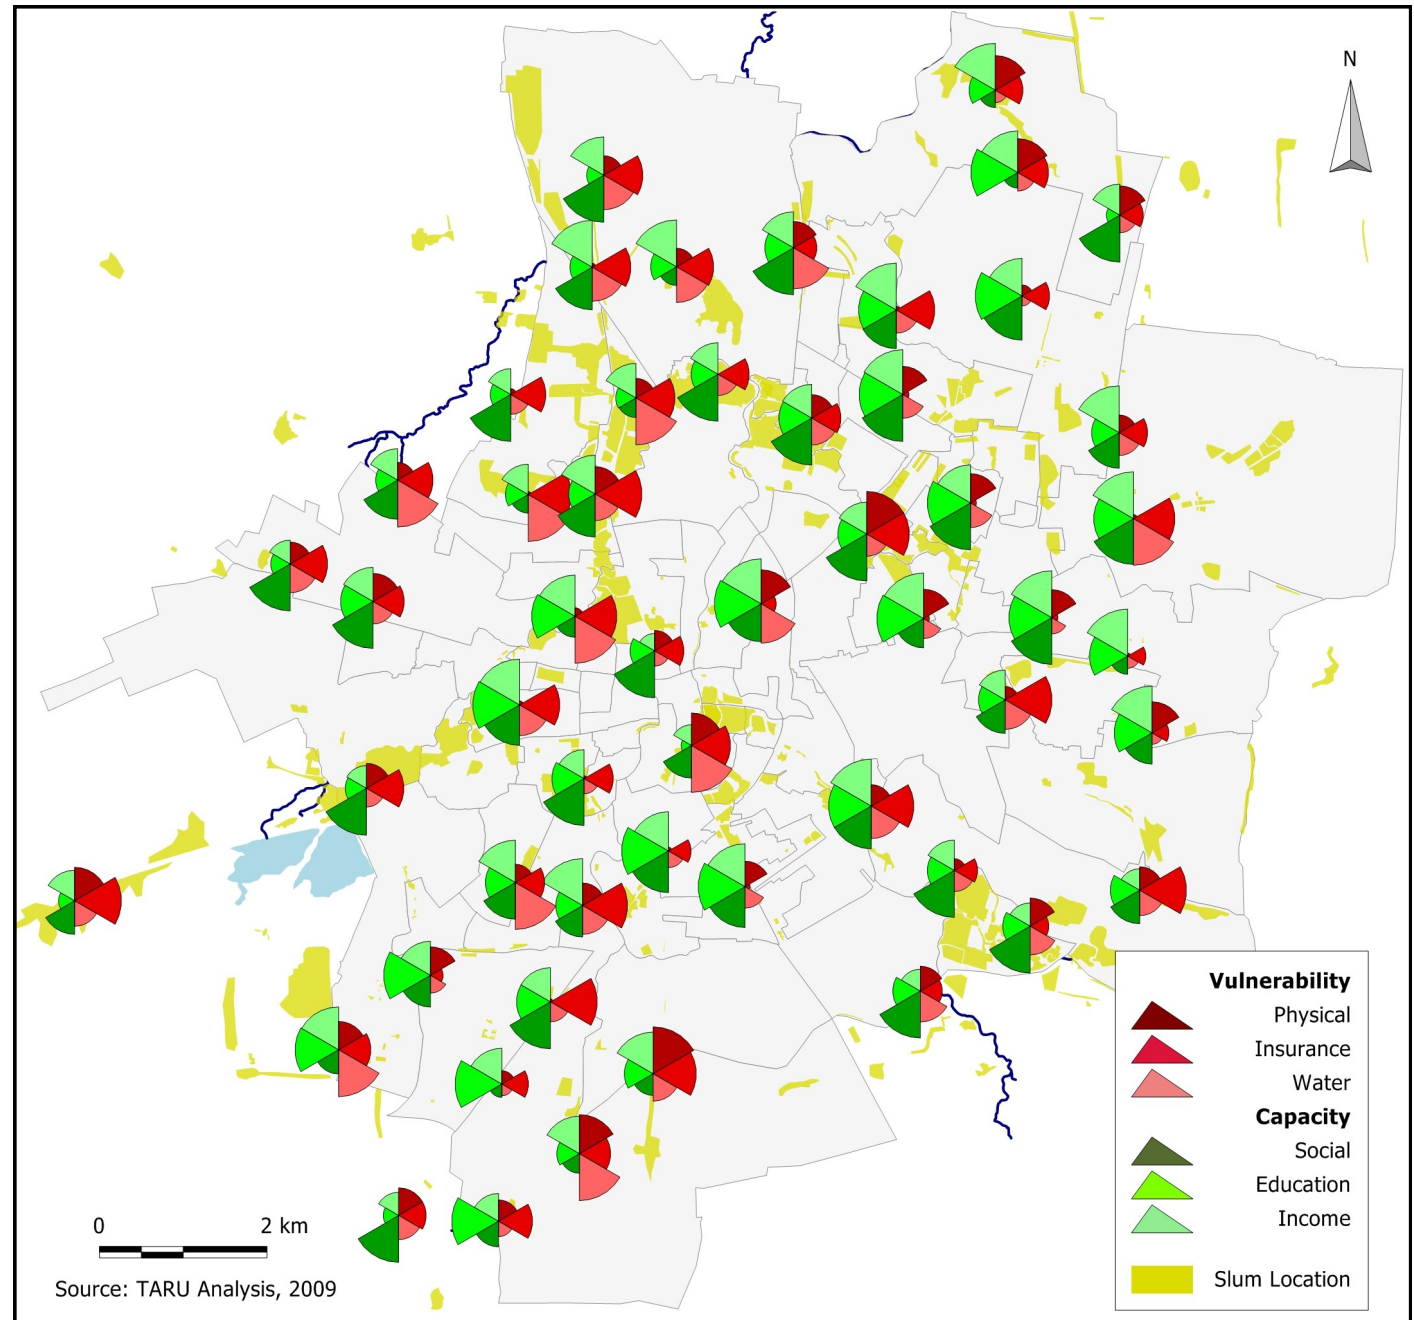 N
Vulnerability
Physical
Insurance
Water
Capacity
Social
Education
Income
Slum Location
0 2 km
Source: TARU Analysis, 2009